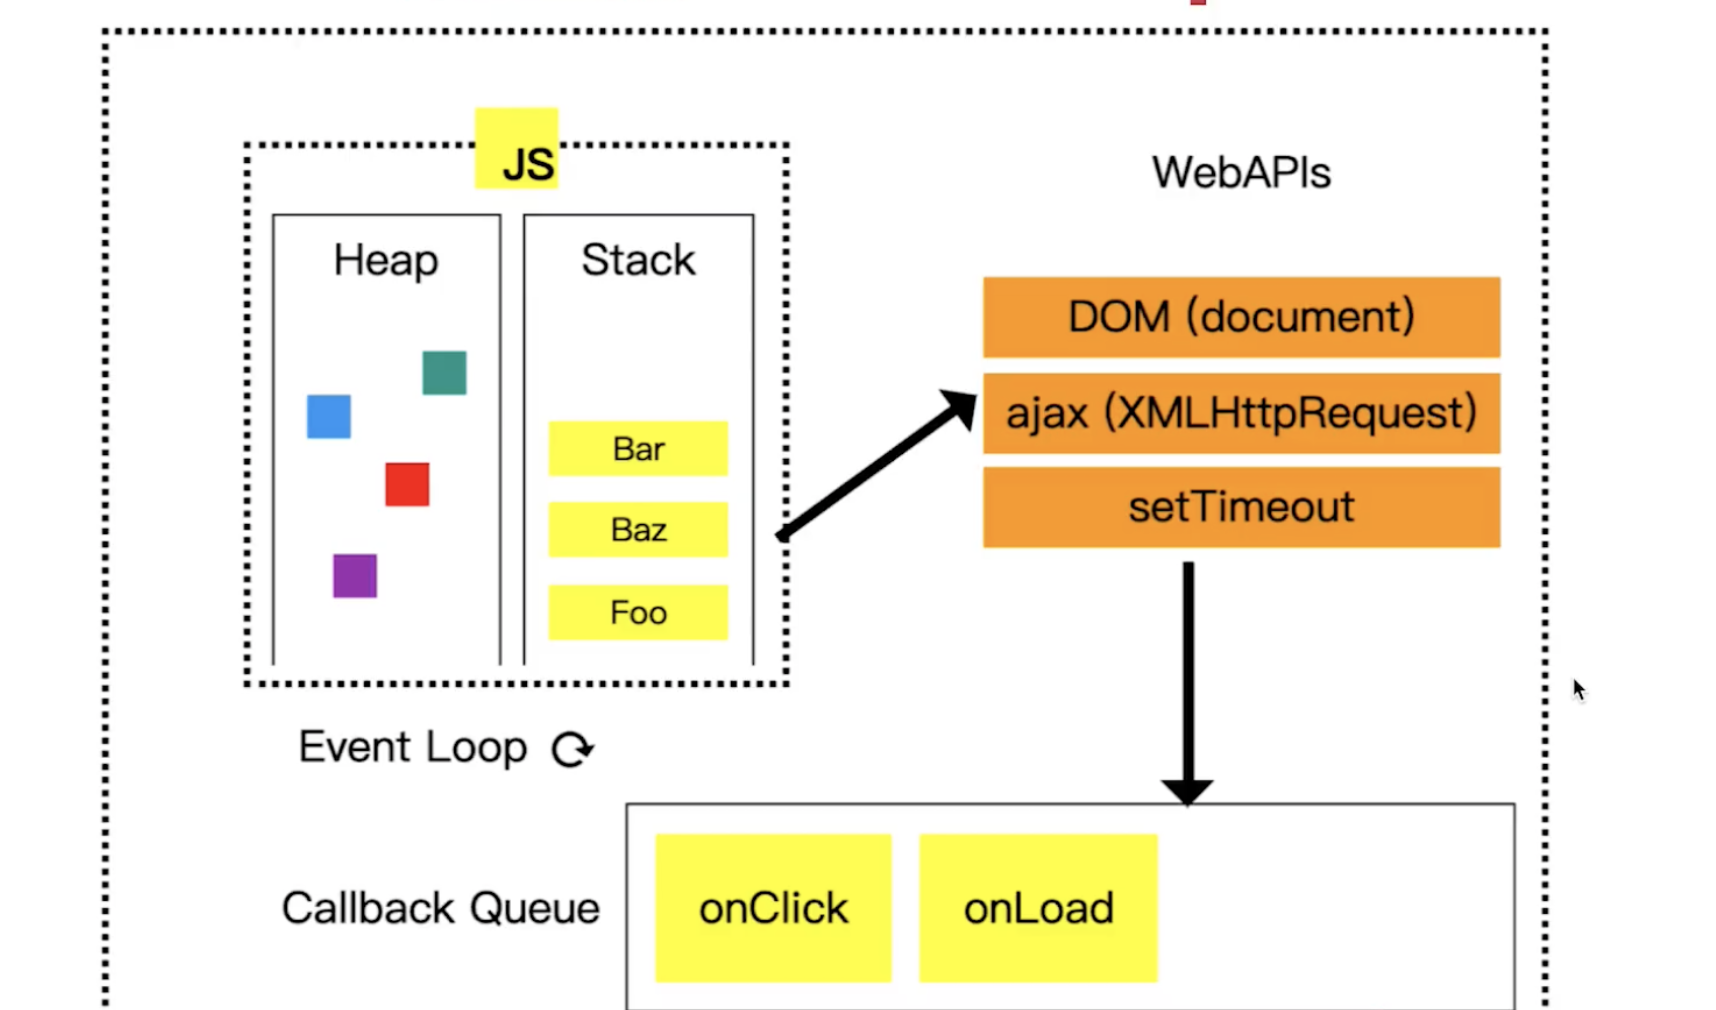 JS
WebAPIs
Heap
Stack
DOM (document)
ajax (XMLHttpRequest)
setTimeout
Bar
Baz
Foo
Event Loop
Callback Queue
onClick
onLoad